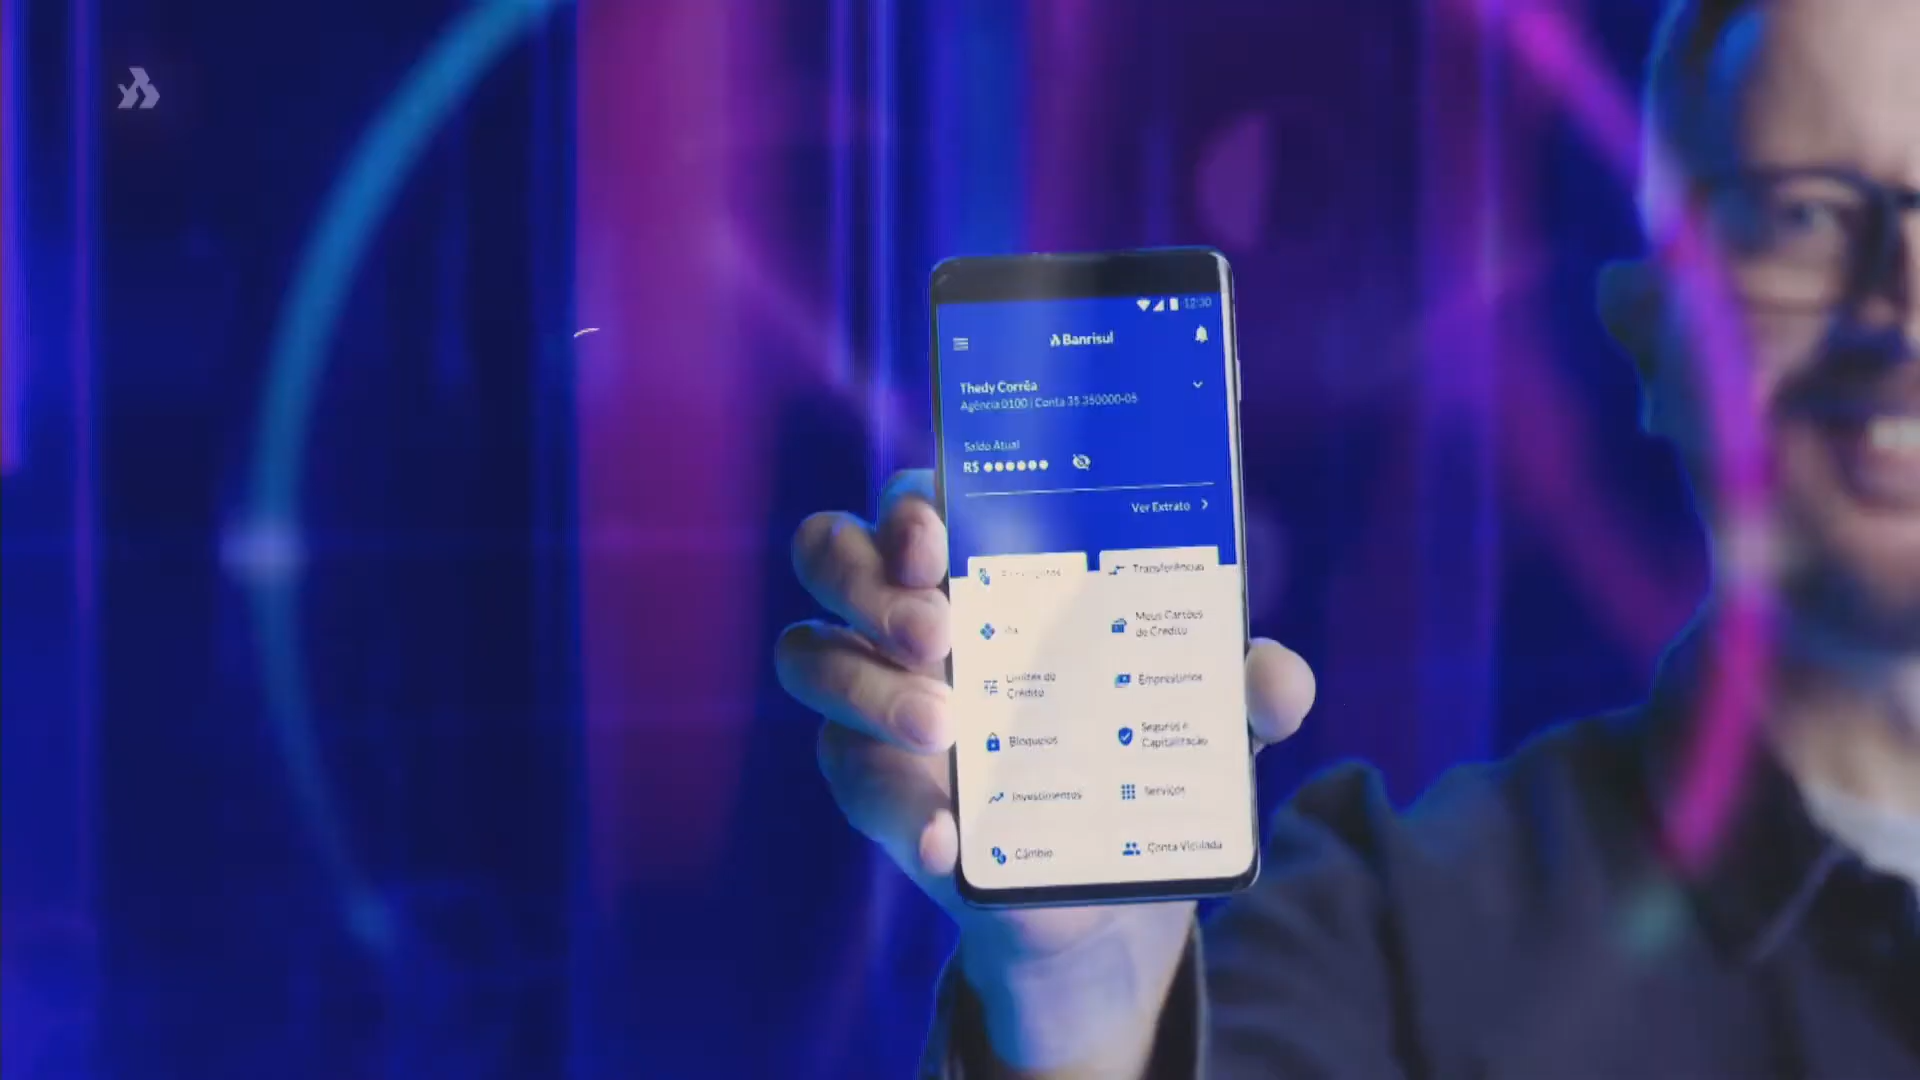 12:30
Banrisul
Thedy Corrêa
Agência 0100 | Conta 35.350000-05
Saldo Atual
R$
Ver Extrato
Transferências
Meus Cartões
de Crédito
Limites de
Crédito
Empréstimos
Bloqueios
Seguros e
Capitalização
Investimentos
Serviços
Câmbio
Conta Viculada